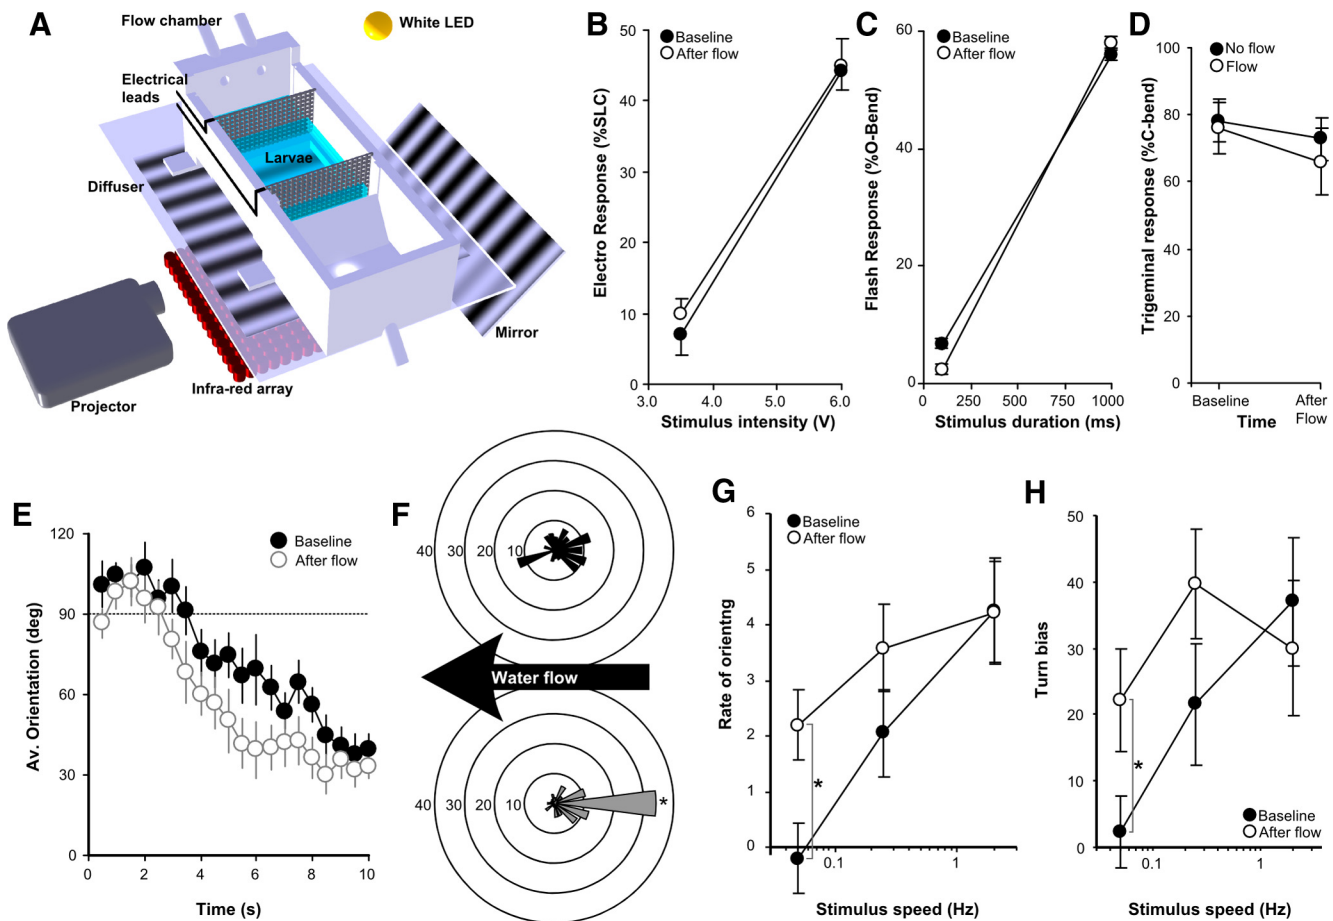 A
Flow chamber
White LED
Electrical
leads
Larvae
Diffuser
Mirror
Infra-red array
Projector
B
Baseline
After flow
Electro Response (%SLC)
50
40
30
20
10
0
3.0
4.0
5.0
6.0
Stimulus intensity (V)
C
Baseline
After flow
Flash Response (%O-Bend)
60
40
20
0
0
250
500
750
1000
Stimulus duration (ms)
D
No flow
Flow
Trigeminal response (%C-bend)
100
80
60
40
20
0
Baseline
After
Flow
Time
E
Baseline
After flow
Av. Orientation (deg)
120
90
60
30
0
0
2
4
6
8
10
Time (s)
F
40 30 20 10
Water flow
40 30 20 10
*
G
Baseline
After flow
Rate of orientng
6
5
4
3
2
1
0
*
0.1
1
Stimulus speed (Hz)
H
Turn bias
50
40
30
20
10
0
*
Baseline
After flow
0.1
1
Stimulus speed (Hz)